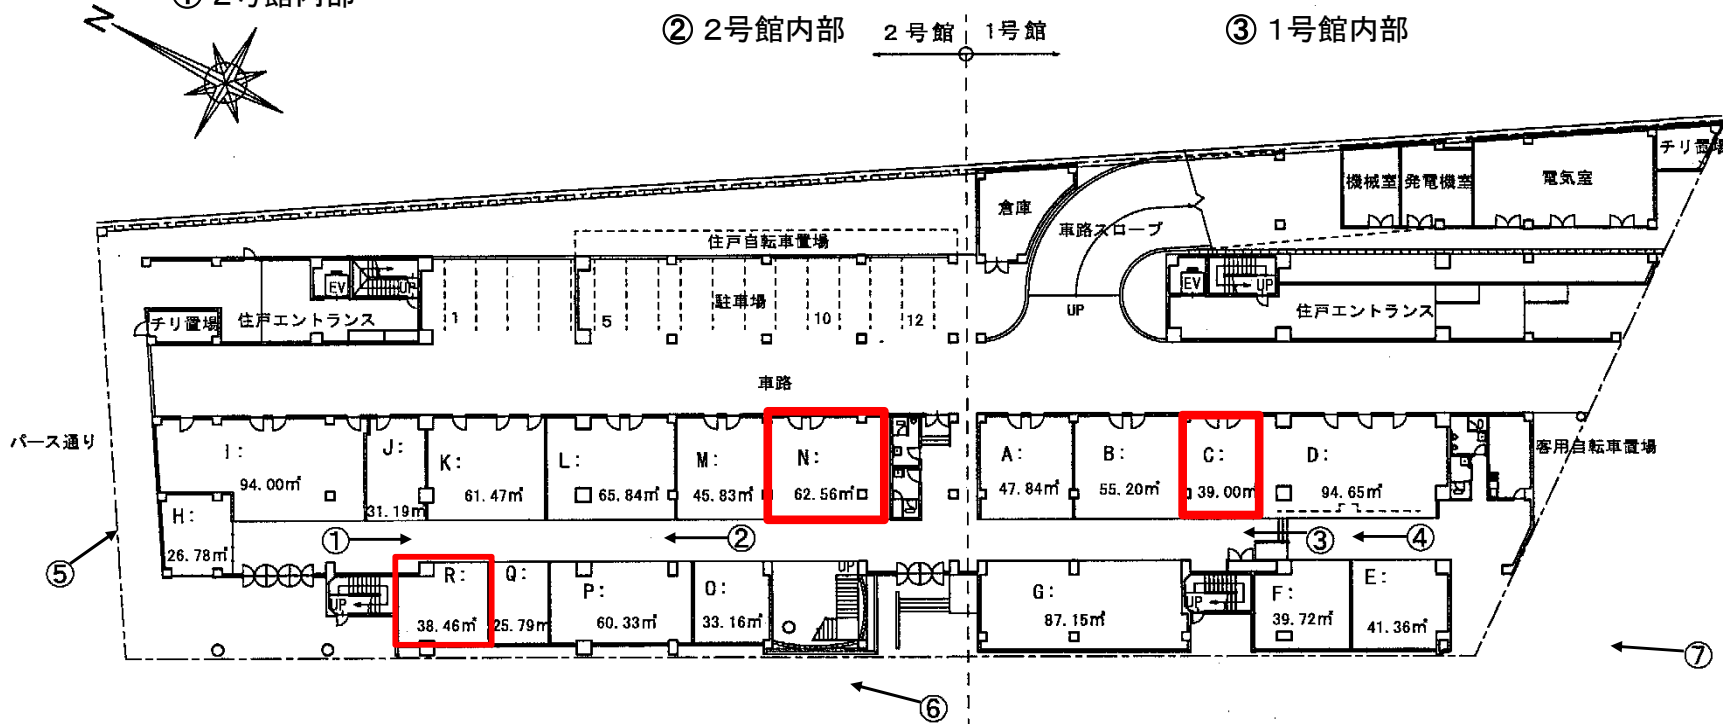 ① 2号館内部
② 2号館内部
2号館
1号館
③ 1号館内部
N
チリ置場
機械室
発電機室
電気室
倉庫
車路スロープ
住戸自転車置場
EV
UP
駐車場
1
5
10
12
チリ置場
住戸エントランス
UP
EV
UP
住戸エントランス
車路
パース通り
I:
94.00㎡
J:
31.19㎡
K:
61.47㎡
L:
65.84㎡
M:
45.83㎡
N:
62.56㎡
A:
47.84㎡
B:
55.20㎡
C:
39.00㎡
D:
94.65㎡
客用自転車置場
H:
26.78㎡
①
②
③
④
⑤
UP
R:
38.46㎡
Q:
25.79㎡
P:
60.33㎡
O:
33.16㎡
UP
G:
87.15㎡
UP
F:
39.72㎡
E:
41.36㎡
⑥
⑦